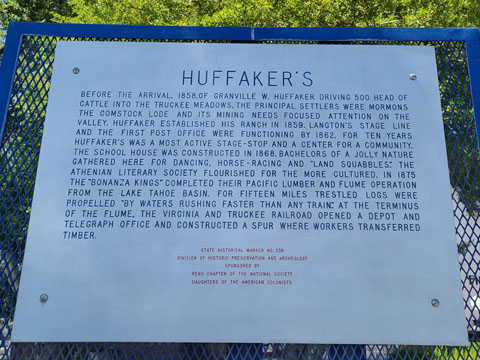 HUFFAKER'S
BEFORE THE ARRIVAL, 1858, OF GRANVILLE W. HUFFAKER DRIVING 500 HEAD OF
CATTLE INTO THE TRUCKEE MEADOWS, THE PRINCIPAL SETTLERS WERE MORMONS.
THE COMSTOCK LODE AND ITS MINING NEEDS FOCUSED ATTENTION ON THE
VALLEY. HUFFAKER ESTABLISHED HIS RANCH IN 1859. LANGTON'S STAGE LINE
AND THE FIRST POST OFFICE WERE FUNCTIONING BY 1862. FOR TEN YEARS
HUFFAKER'S WAS A MOST ACTIVE STAGE-STOP AND A CENTER FOR A COMMUNITY.
THE SCHOOL HOUSE WAS CONSTRUCTED IN 1868. BACHELORS OF A JOLLY NATURE
GATHERED HERE FOR DANCING, HORSE-RACING AND "LAND SQUABBLES". THE
ATHENIAN LITERARY SOCIETY FLOURISHED FOR THE MORE CULTURED. IN 1875
THE "BONANZA KINGS" COMPLETED THEIR PACIFIC LUMBER AND FLUME OPERATION
FROM THE LAKE TAHOE BASIN. FOR FIFTEEN MILES TRESTLED LOGS WERE
PROPELLED "BY WATERS RUSHING FASTER THAN ANY TRAIN." AT THE TERMINUS
OF THE FLUME, THE VIRGINIA AND TRUCKEE RAILROAD OPENED A DEPOT AND
TELEGRAPH OFFICE AND CONSTRUCTED A SPUR WHERE WORKERS TRANSFERRED
TIMBER.
STATE HISTORICAL MARKER NO. 258
DIVISION OF HISTORIC PRESERVATION AND ARCHEOLOGY
SPONSORED BY
RENO CHAPTER OF THE NATIONAL SOCIETY
DAUGHTERS OF THE AMERICAN COLONISTS